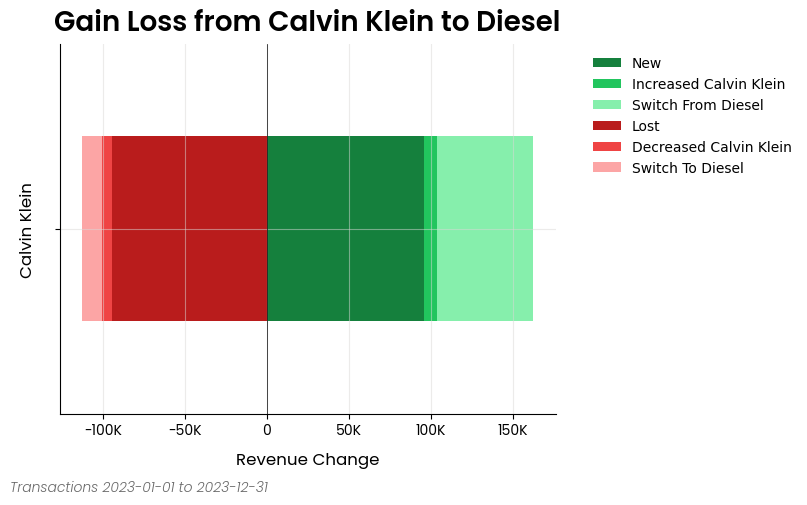 Gain Loss from Calvin Klein to Diesel
New
Increased Calvin Klein
Switch From Diesel
Lost
Decreased Calvin Klein
Switch To Diesel
Calvin Klein
−100K
−50K
0
50K
100K
150K
Revenue Change
Transactions 2023-01-01 to 2023-12-31